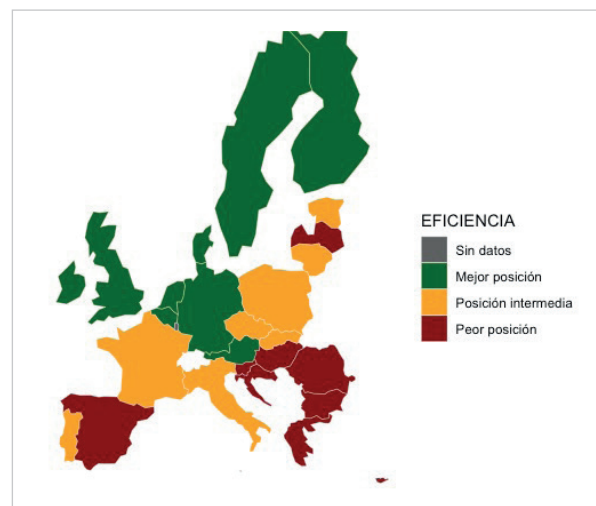 EFICIENCIA
Sin datos
Mejor posición
Posición intermedia
Peor posición